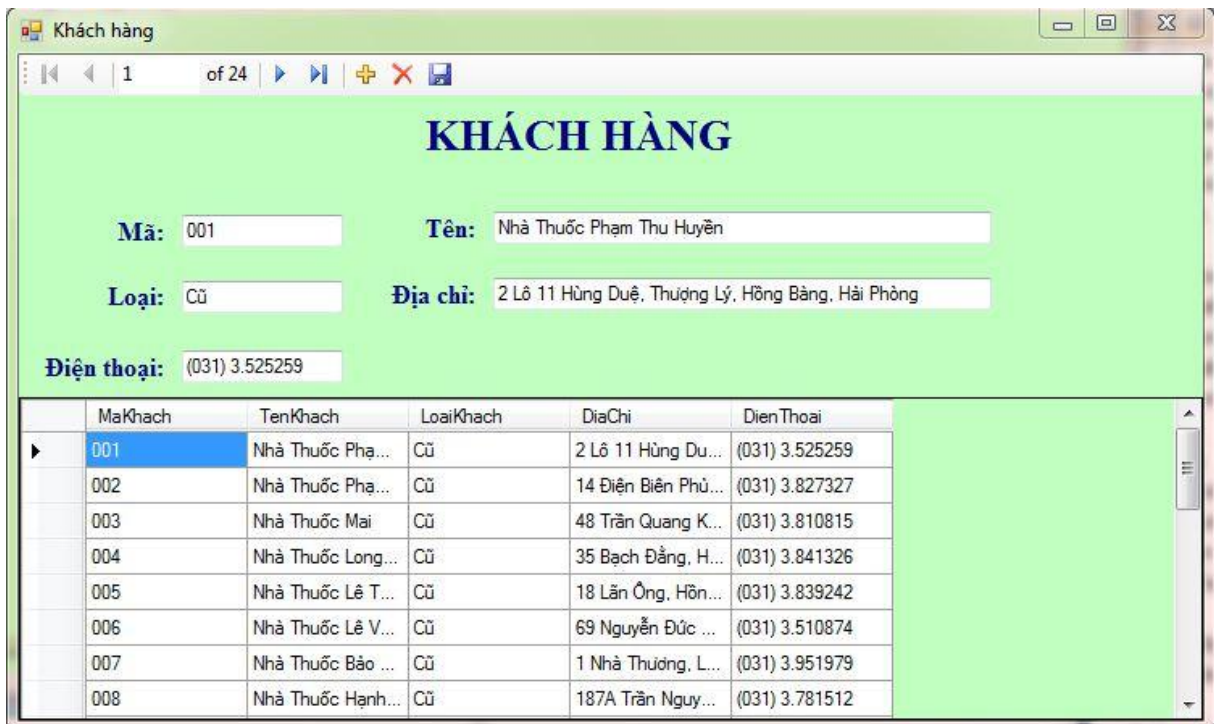 Khách hàng
1 of 24
KHÁCH HÀNG
Mã: 001 Tên: Nhà Thuốc Phạm Thu Huyền
Loại: Cũ Địa chỉ: 2 Lô 11 Hùng Duệ, Thượng Lý, Hồng Bàng, Hải Phòng
Điện thoại: (031) 3.525259
MaKhach TenKhach LoaiKhach DiaChi DienThoai
001 Nhà Thuốc Phạ... Cũ 2 Lô 11 Hùng Du... (031) 3.525259
002 Nhà Thuốc Phạ... Cũ 14 Điện Biên Phủ... (031) 3.827327
003 Nhà Thuốc Mai Cũ 48 Trần Quang K... (031) 3.810815
004 Nhà Thuốc Long... Cũ 35 Bạch Đằng, H... (031) 3.841326
005 Nhà Thuốc Lê T... Cũ 18 Lãn Ông, Hồn... (031) 3.839242
006 Nhà Thuốc Lê V... Cũ 69 Nguyễn Đức ... (031) 3.510874
007 Nhà Thuốc Bảo ... Cũ 1 Nhà Thương, L... (031) 3.951979
008 Nhà Thuốc Hạnh... Cũ 187A Trần Nguy... (031) 3.781512